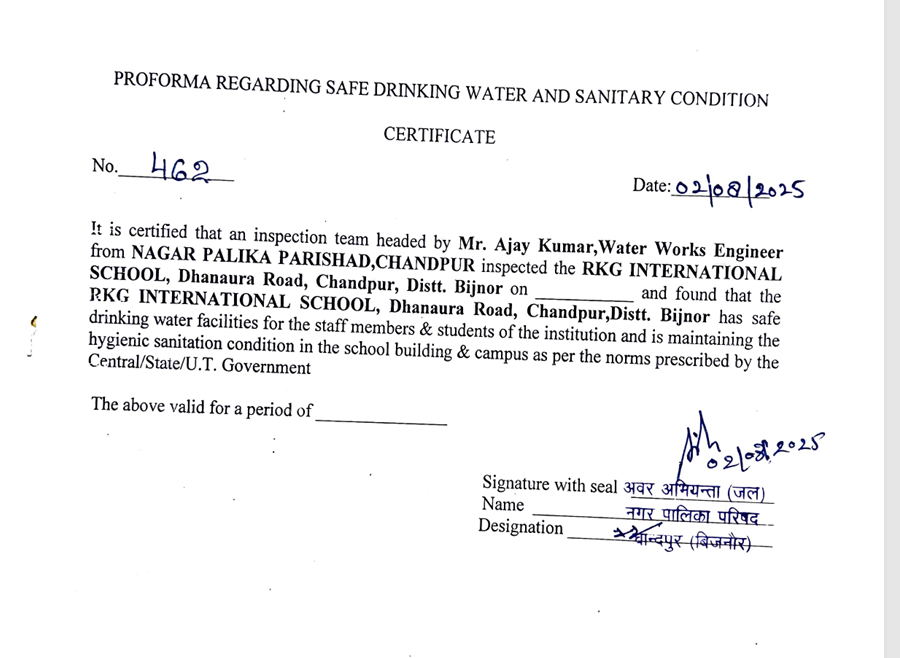 PROFORMA REGARDING SAFE DRINKING WATER AND SANITARY CONDITION
CERTIFICATE
No. 462
Date: 02/08/2025
It is certified that an inspection team headed by Mr. Ajay Kumar,Water Works Engineer
from NAGAR PALIKA PARISHAD,CHANDPUR inspected the RKG INTERNATIONAL
SCHOOL, Dhanaura Road, Chandpur, Distt. Bijnor on __________ and found that the
RKG INTERNATIONAL SCHOOL, Dhanaura Road, Chandpur,Distt. Bijnor has safe
drinking water facilities for the staff members & students of the institution and is maintaining the
hygienic sanitation condition in the school building & campus as per the norms prescribed by the
Central/State/U.T. Government
The above valid for a period of ______________
02/08/2025
Signature with seal अवर अभियन्ता (जल)
Name नगर पालिका परिषद
Designation चान्दपुर (बिजनौर)